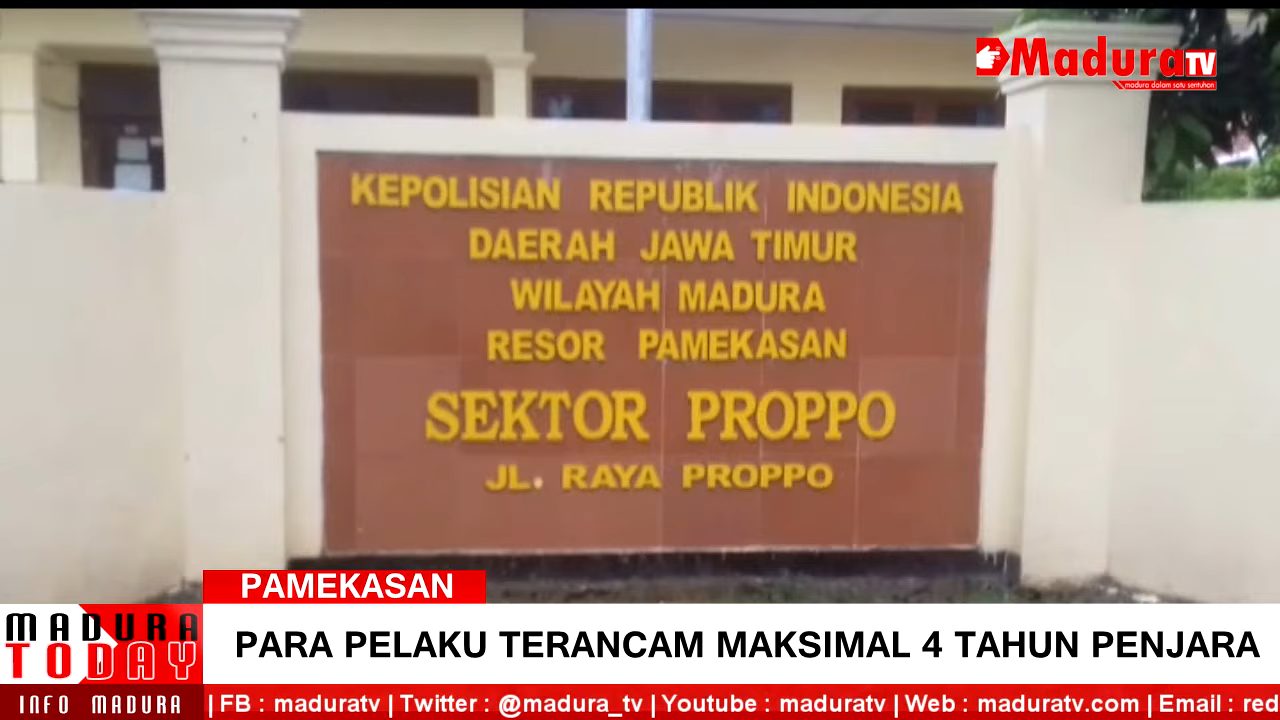 Madura TV
madura dalam satu sentuhan
KEPOLISIAN REPUBLIK INDONESIA
DAERAH JAWA TIMUR
WILAYAH MADURA
RESOR PAMEKASAN
SEKTOR PROPPO
JL. RAYA PROPPO
PAMEKASAN
MADURA
TODAY
PARA PELAKU TERANCAM MAKSIMAL 4 TAHUN PENJARA
INFO MADURA
| FB : maduratv | Twitter : @madura_tv | Youtube : maduratv | Web : maduratv.com | Email : red